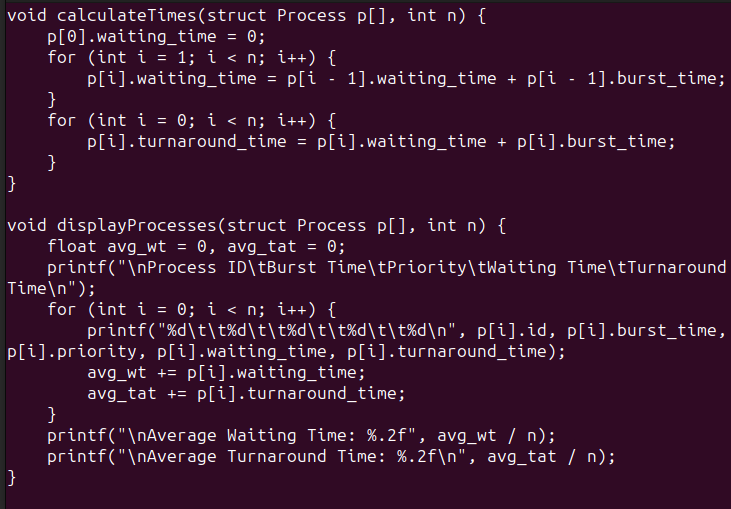 void calculateTimes(struct Process p[], int n) {
    p[0].waiting_time = 0;
    for (int i = 1; i < n; i++) {
        p[i].waiting_time = p[i - 1].waiting_time + p[i - 1].burst_time;
    }
    for (int i = 0; i < n; i++) {
        p[i].turnaround_time = p[i].waiting_time + p[i].burst_time;
    }
}

void displayProcesses(struct Process p[], int n) {
    float avg_wt = 0, avg_tat = 0;
    printf("\nProcess ID\tBurst Time\tPriority\tWaiting Time\tTurnaround
Time\n");
    for (int i = 0; i < n; i++) {
        printf("%d\t\t%d\t\t%d\t\t%d\t\t%d\n", p[i].id, p[i].burst_time,
p[i].priority, p[i].waiting_time, p[i].turnaround_time);
        avg_wt += p[i].waiting_time;
        avg_tat += p[i].turnaround_time;
    }
    printf("\nAverage Waiting Time: %.2f", avg_wt / n);
    printf("\nAverage Turnaround Time: %.2f\n", avg_tat / n);
}